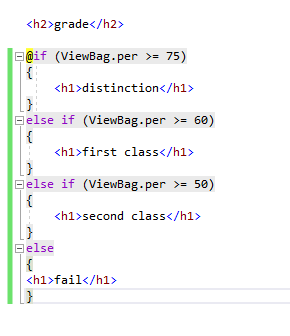 <h2>grade</h2>
@if (ViewBag.per >= 75)
{
<h1>distinction</h1>
}
else if (ViewBag.per >= 60)
{
<h1>first class</h1>
}
else if (ViewBag.per >= 50)
{
<h1>second class</h1>
}
else
{
<h1>fail</h1>
}